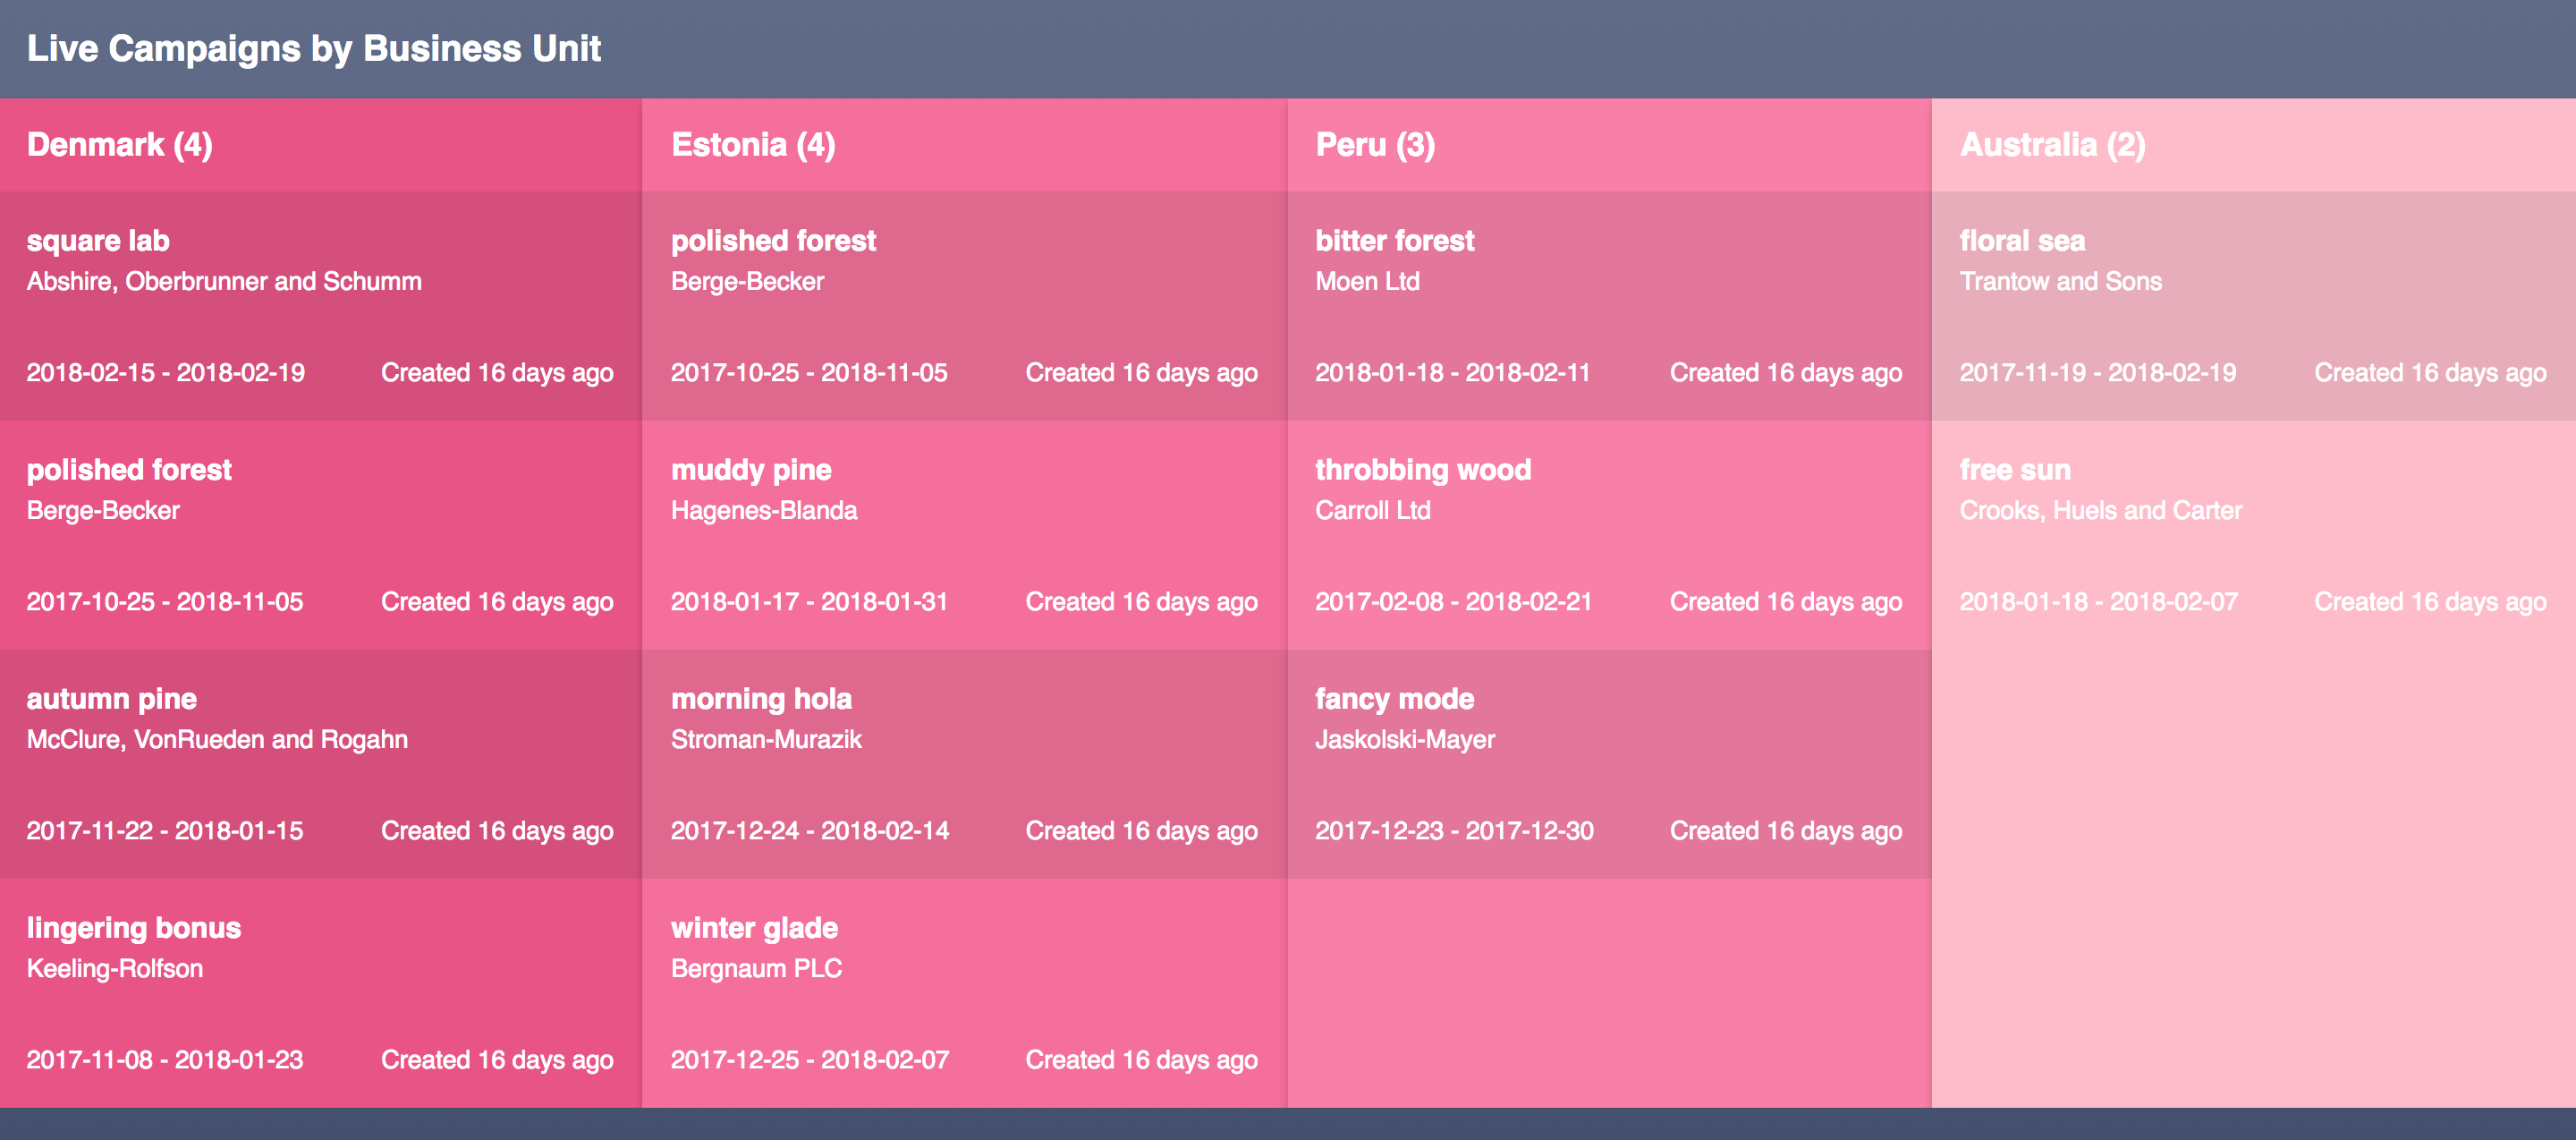 Live Campaigns by Business Unit
Denmark (4)
square lab
Abshire, Oberbrunner and Schumm
2018-02-15 - 2018-02-19 Created 16 days ago
polished forest
Berge-Becker
2017-10-25 - 2018-11-05 Created 16 days ago
autumn pine
McClure, VonRueden and Rogahn
2017-11-22 - 2018-01-15 Created 16 days ago
lingering bonus
Keeling-Rolfson
2017-11-08 - 2018-01-23 Created 16 days ago
Estonia (4)
polished forest
Berge-Becker
2017-10-25 - 2018-11-05 Created 16 days ago
muddy pine
Hagenes-Blanda
2018-01-17 - 2018-01-31 Created 16 days ago
morning hola
Stroman-Murazik
2017-12-24 - 2018-02-14 Created 16 days ago
winter glade
Bergnaum PLC
2017-12-25 - 2018-02-07 Created 16 days ago
Peru (3)
bitter forest
Moen Ltd
2018-01-18 - 2018-02-11 Created 16 days ago
throbbing wood
Carroll Ltd
2017-02-08 - 2018-02-21 Created 16 days ago
fancy mode
Jaskolski-Mayer
2017-12-23 - 2017-12-30 Created 16 days ago
Australia (2)
floral sea
Trantow and Sons
2017-11-19 - 2018-02-19 Created 16 days ago
free sun
Crooks, Huels and Carter
2018-01-18 - 2018-02-07 Created 16 days ago